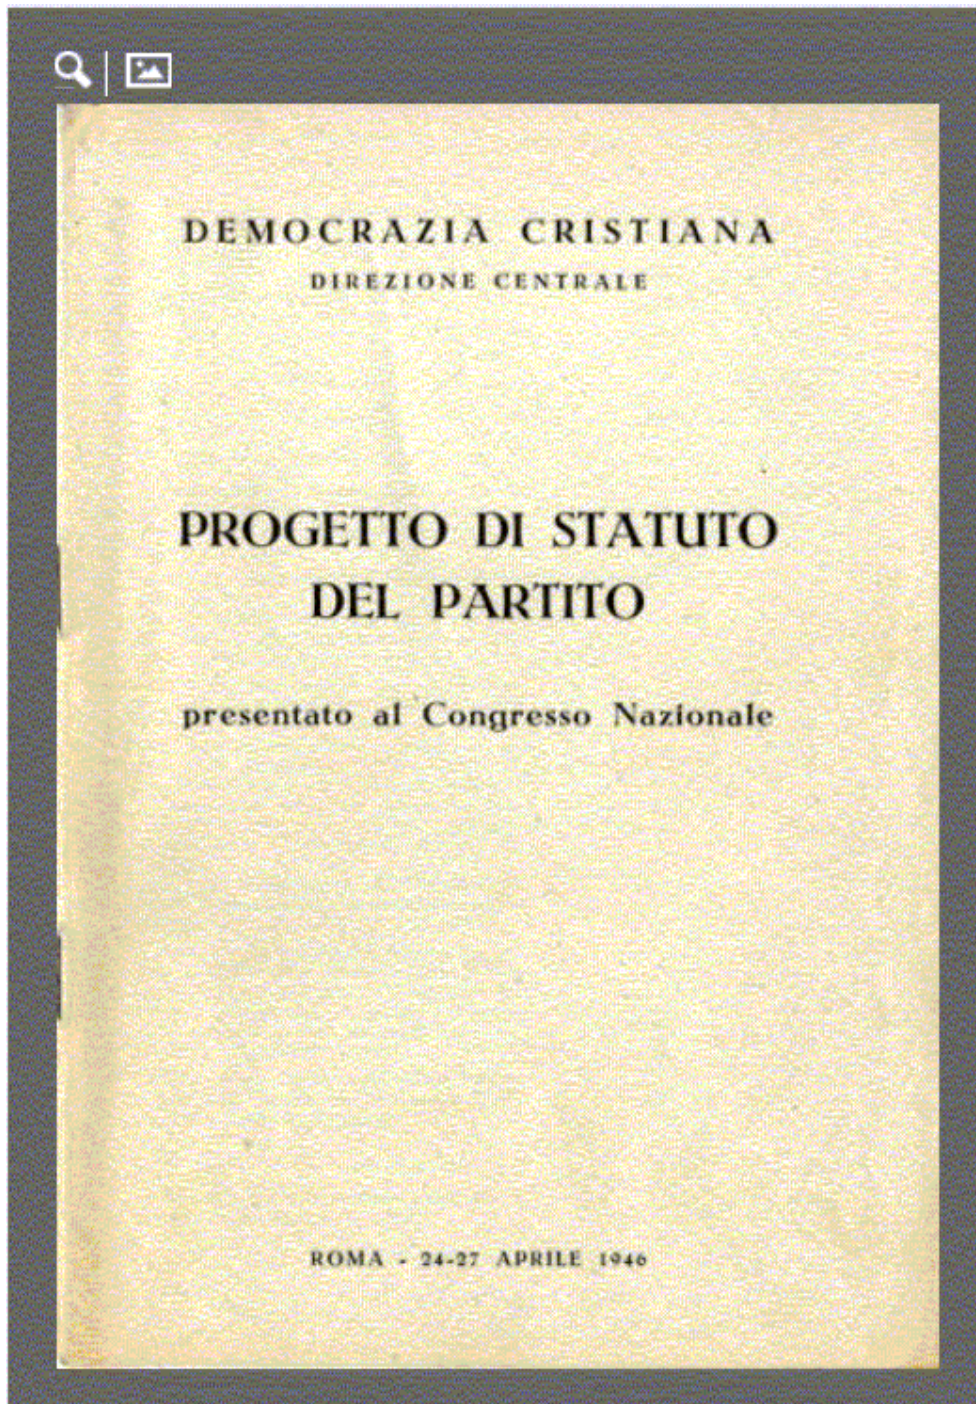 DEMOCRAZIA CRISTIANA
DIREZIONE CENTRALE
PROGETTO DI STATUTO
DEL PARTITO
presentato al Congresso Nazionale
ROMA - 24-27 APRILE 1946